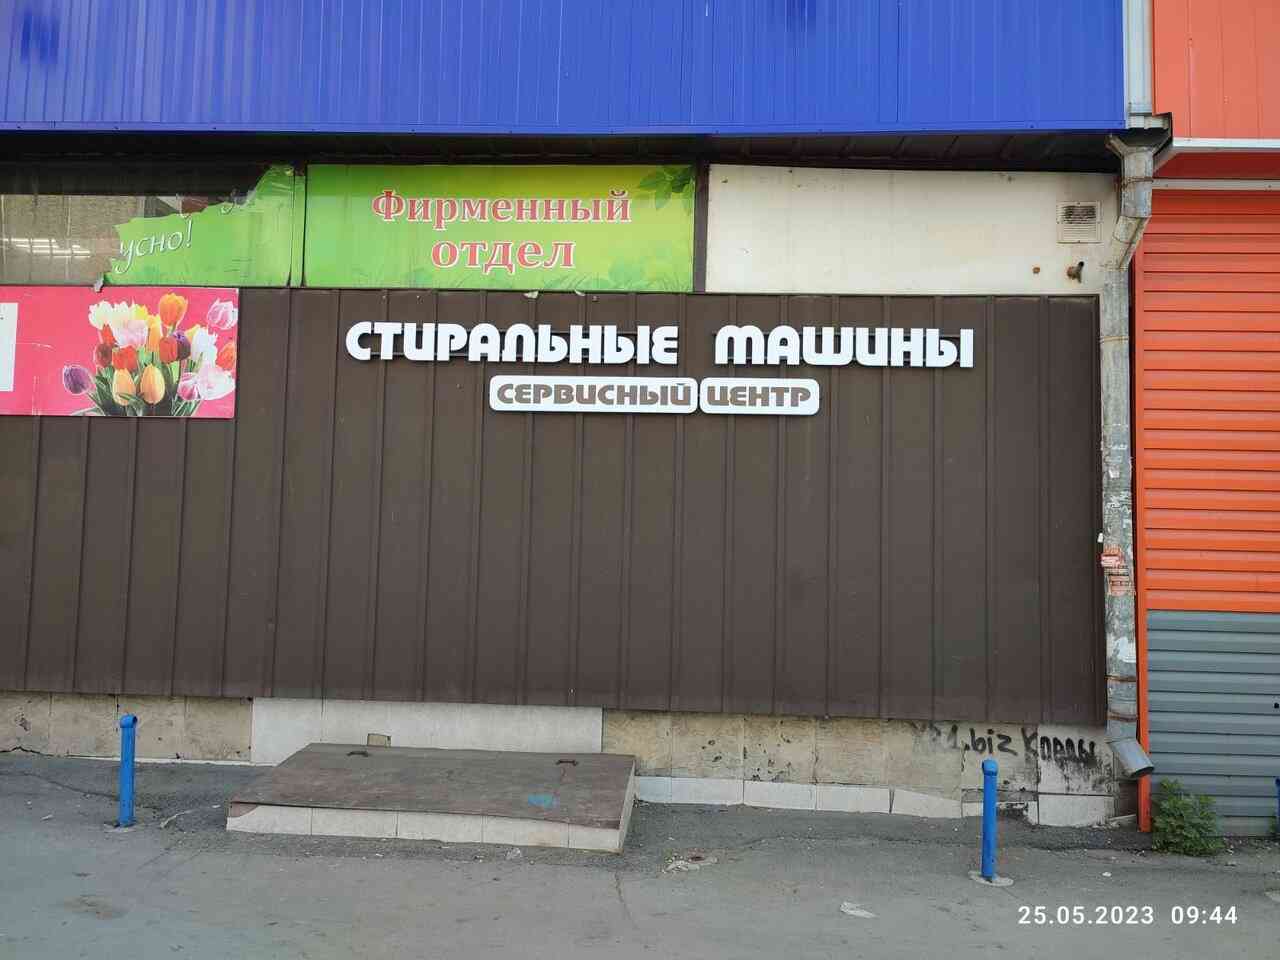 Фирменный
отдел
усно!
СТИРАЛЬНЫЕ МАШИНЫ
СЕРВИСНЫЙ ЦЕНТР
25.05.2023 09:44